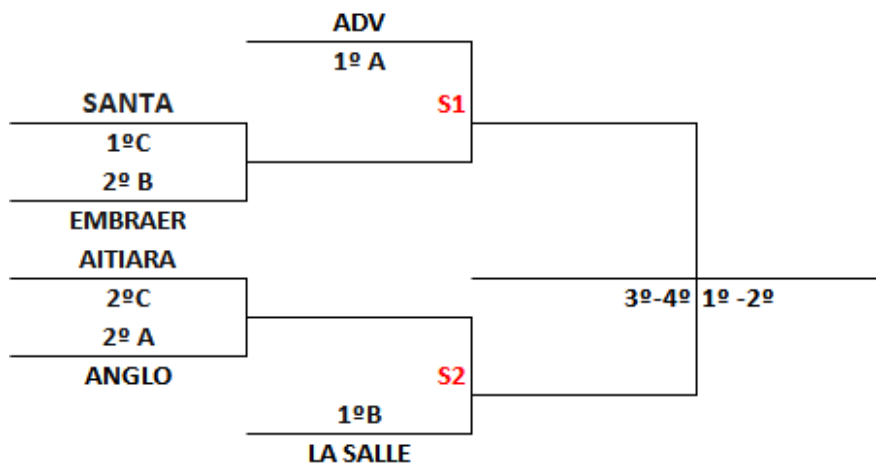 ADV
1º A
S1
SANTA
1ºC
2º B
EMBRAER
AITIARA
2ºC
3º-4º 1º -2º
2º A
ANGLO
S2
1ºB
LA SALLE